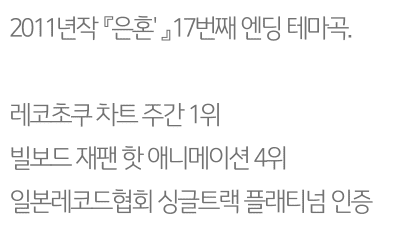 2011년작 『은혼' 』17번째 엔딩 테마곡.
레코초쿠 차트 주간 1위
빌보드 재팬 핫 애니메이션 4위
일본레코드협회 싱글트랙 플래티넘 인증